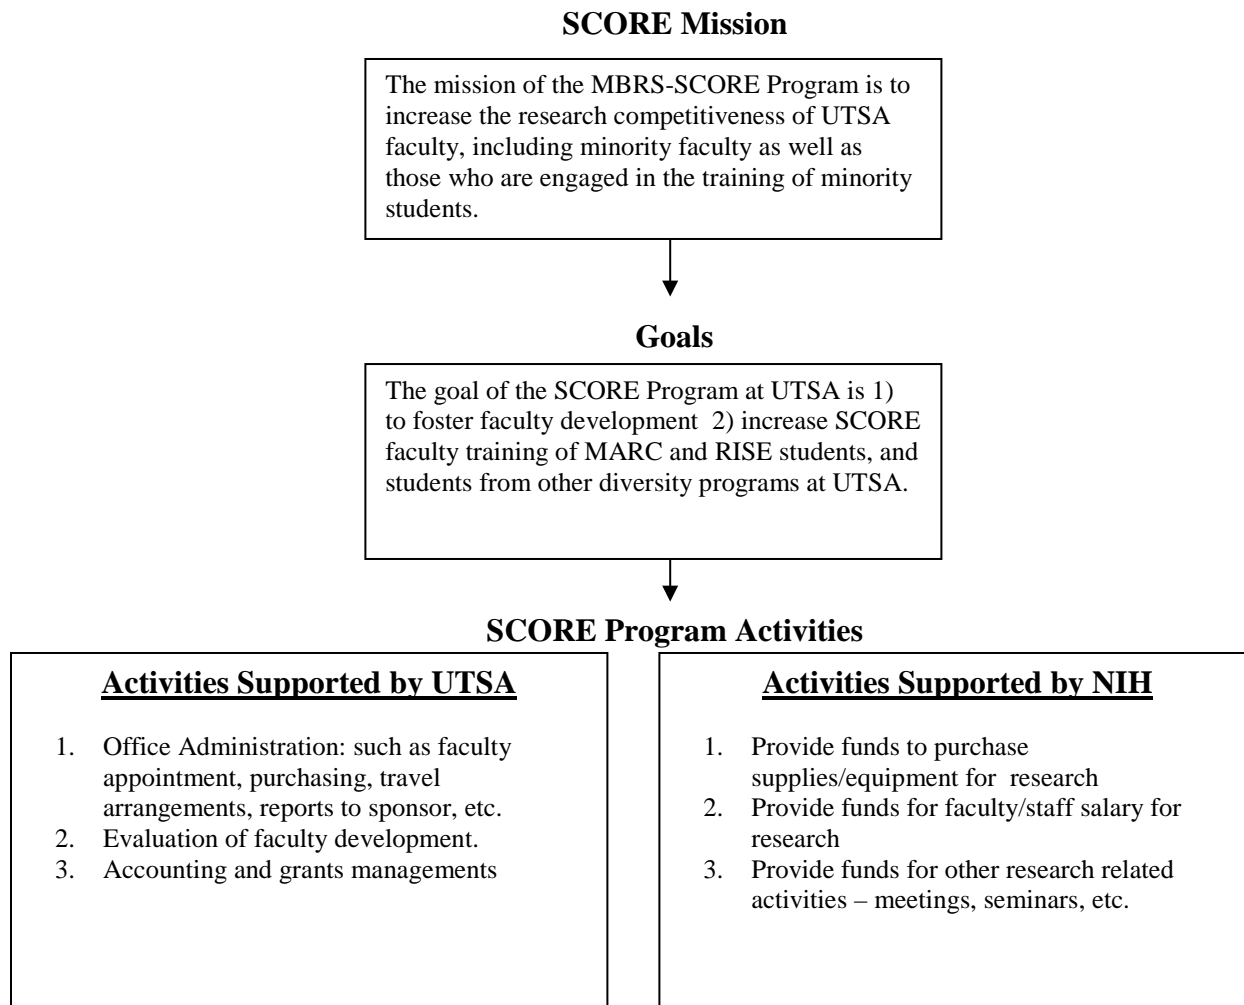 SCORE Mission
The mission of the MBRS-SCORE Program is to
increase the research competitiveness of UTSA
faculty, including minority faculty as well as
those who are engaged in the training of minority
students.
Goals
The goal of the SCORE Program at UTSA is 1)
to foster faculty development  2) increase SCORE
faculty training of MARC and RISE students, and
students from other diversity programs at UTSA.
SCORE Program Activities
Activities Supported by UTSA
1. Office Administration: such as faculty
appointment, purchasing, travel
arrangements, reports to sponsor, etc.
2. Evaluation of faculty development.
3. Accounting and grants managements
Activities Supported by NIH
1. Provide funds to purchase
supplies/equipment for  research
2. Provide funds for faculty/staff salary for
research
3. Provide funds for other research related
activities – meetings, seminars, etc.